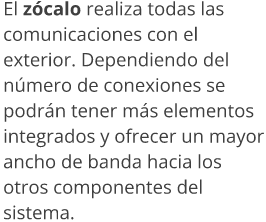 El zócalo realiza todas las
comunicaciones con el
exterior. Dependiendo del
número de conexiones se
podrán tener más elementos
integrados y ofrecer un mayor
ancho de banda hacia los
otros componentes del
sistema.